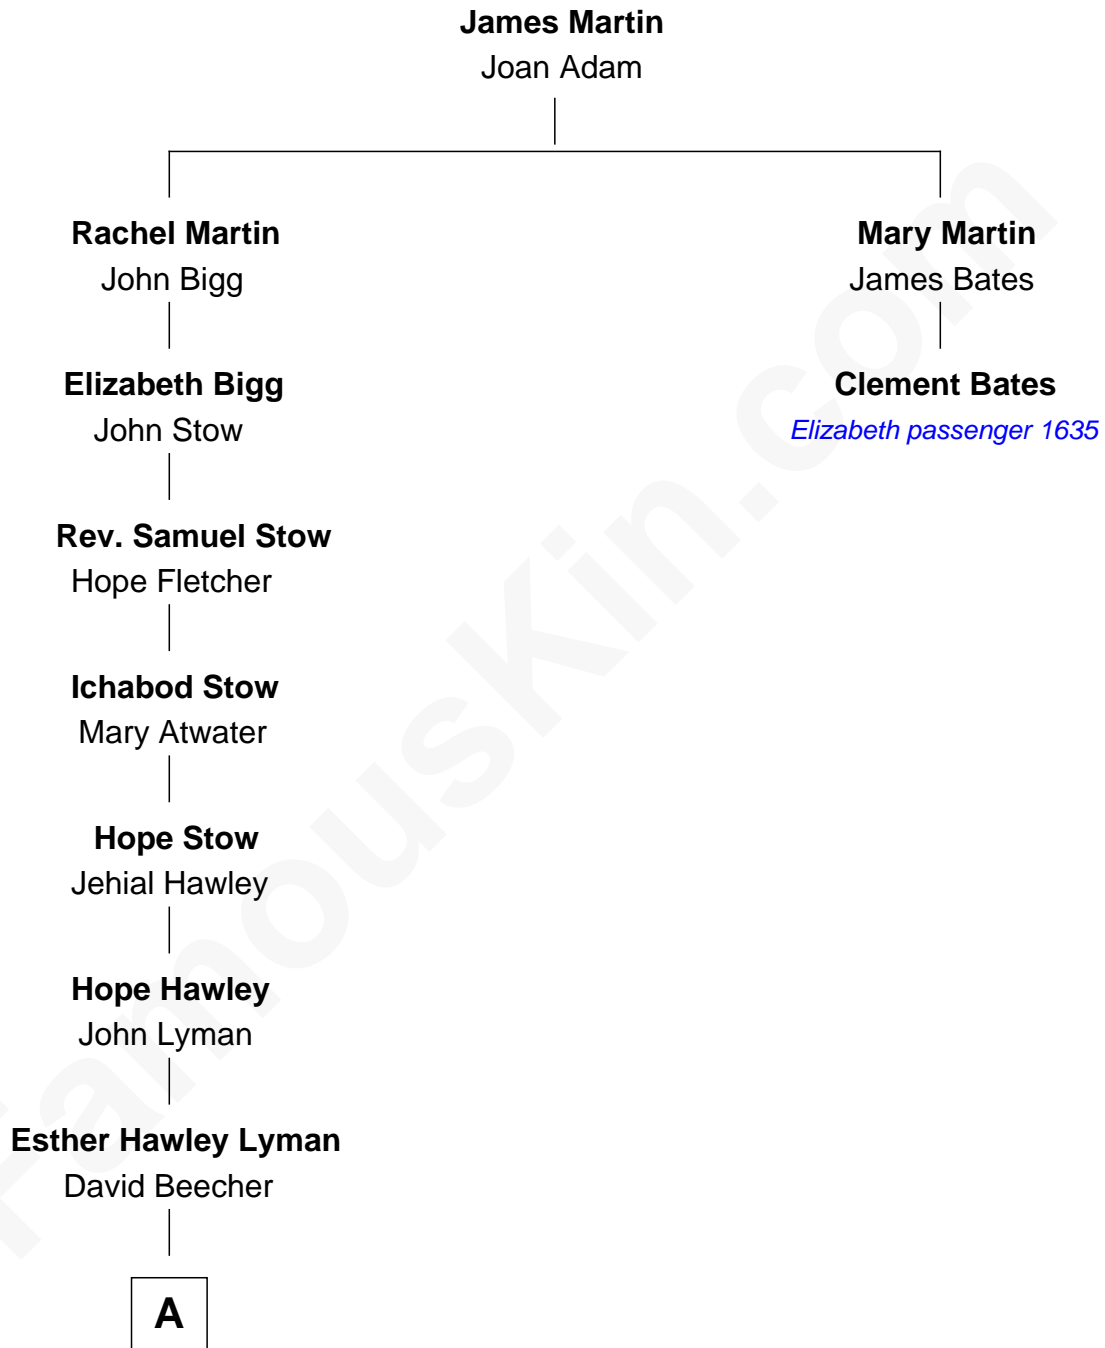 James Martin
Joan Adam
Rachel Martin
John Bigg
Mary Martin
James Bates
Elizabeth Bigg
John Stow
Clement Bates
Elizabeth passenger 1635
Rev. Samuel Stow
Hope Fletcher
Ichabod Stow
Mary Atwater
Hope Stow
Jehial Hawley
Hope Hawley
John Lyman
Esther Hawley Lyman
David Beecher
A
FamousKin.com